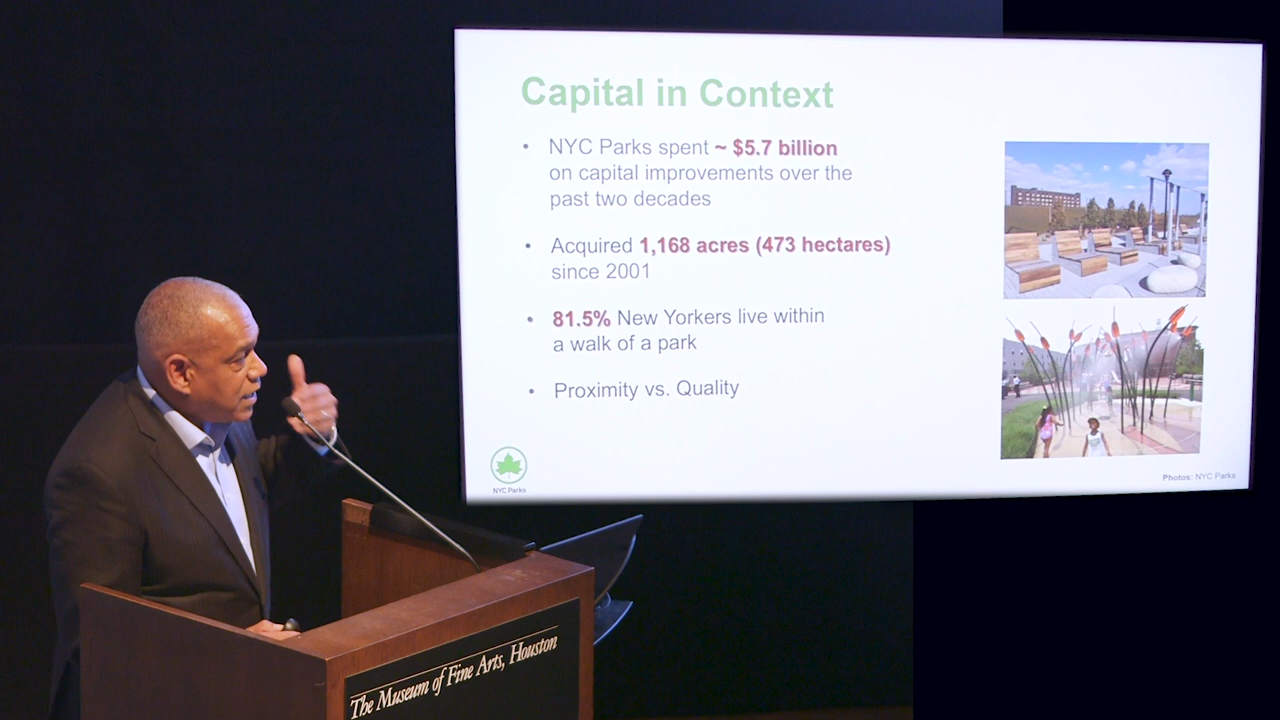 Capital in Context
• NYC Parks spent ~ $5.7 billion
on capital improvements over the
past two decades
• Acquired 1,168 acres (473 hectares)
since 2001
• 81.5% New Yorkers live within
a walk of a park
• Proximity vs. Quality
NYC Parks
Photos: NYC Parks
The Museum of Fine Arts, Houston